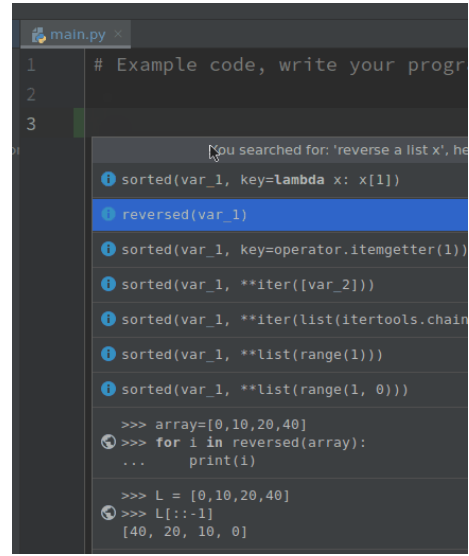 main.py
1 # Example code, write your progra
2
3
You searched for: 'reverse a list x', he
sorted(var_1, key=lambda x: x[1])
reversed(var_1)
sorted(var_1, key=operator.itemgetter(1))
sorted(var_1, **iter([var_2]))
sorted(var_1, **iter(list(itertools.chain
sorted(var_1, **list(range(1)))
sorted(var_1, **list(range(1, 0)))
>>> array=[0,10,20,40]
>>> for i in reversed(array):
... print(i)
>>> L = [0,10,20,40]
>>> L[::-1]
[40, 20, 10, 0]